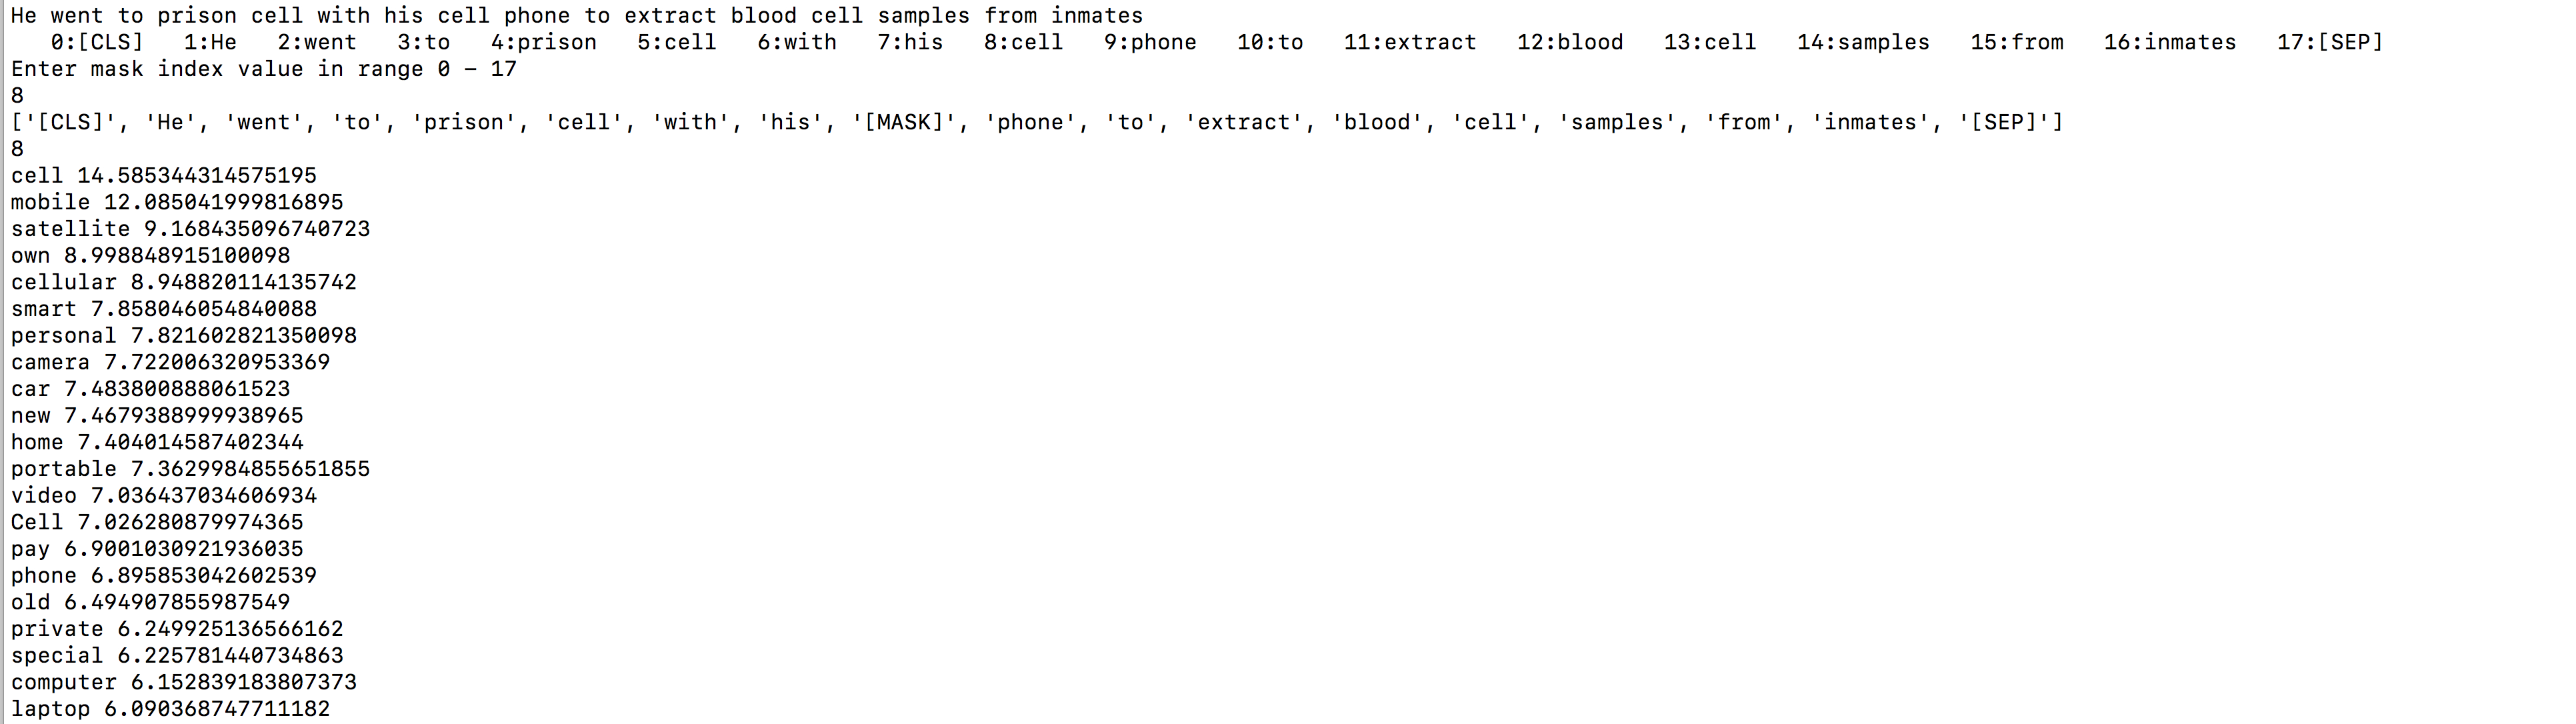 He went to prison cell with his cell phone to extract blood cell samples from inmates
0:[CLS] 1:He 2:went 3:to 4:prison 5:cell 6:with 7:his 8:cell 9:phone 10:to 11:extract 12:blood 13:cell 14:samples 15:from 16:inmates 17:[SEP]
Enter mask index value in range 0 – 17
8
['[CLS]', 'He', 'went', 'to', 'prison', 'cell', 'with', 'his', '[MASK]', 'phone', 'to', 'extract', 'blood', 'cell', 'samples', 'from', 'inmates', '[SEP]']
8
cell 14.585344314575195
mobile 12.085041999816895
satellite 9.168435096740723
own 8.998848915100098
cellular 8.948820114135742
smart 7.858046054840088
personal 7.821602821350098
camera 7.722006320953369
car 7.483800888061523
new 7.4679388999938965
home 7.404014587402344
portable 7.3629984855651855
video 7.036437034606934
Cell 7.026280879974365
pay 6.9001030921936035
phone 6.895853042602539
old 6.494907855987549
private 6.249925136566162
special 6.225781440734863
computer 6.152839183807373
laptop 6.090368747711182